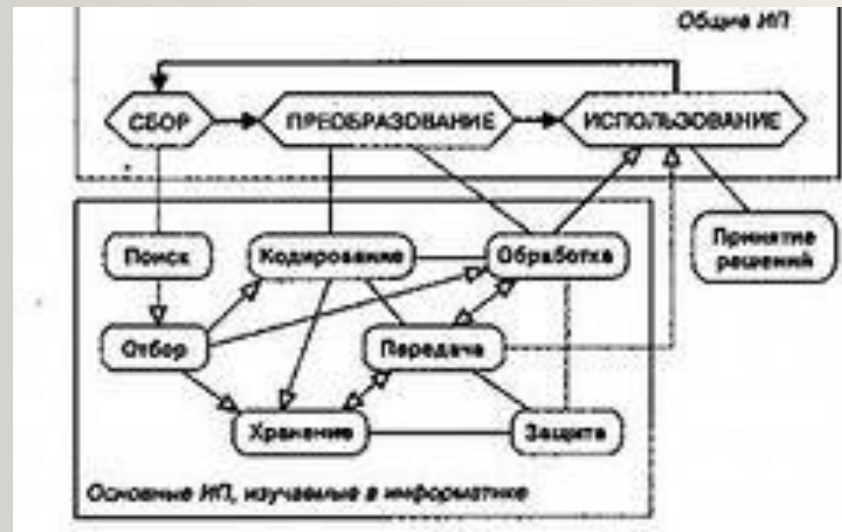 Общие ИП
СБОР
ПРЕОБРАЗОВАНИЕ
ИСПОЛЬЗОВАНИЕ
Поиск
Кодирование
Обработка
Принятие
решений
Отбор
Передача
Хранение
Защита
Основные ИП, изучаемые в информатике